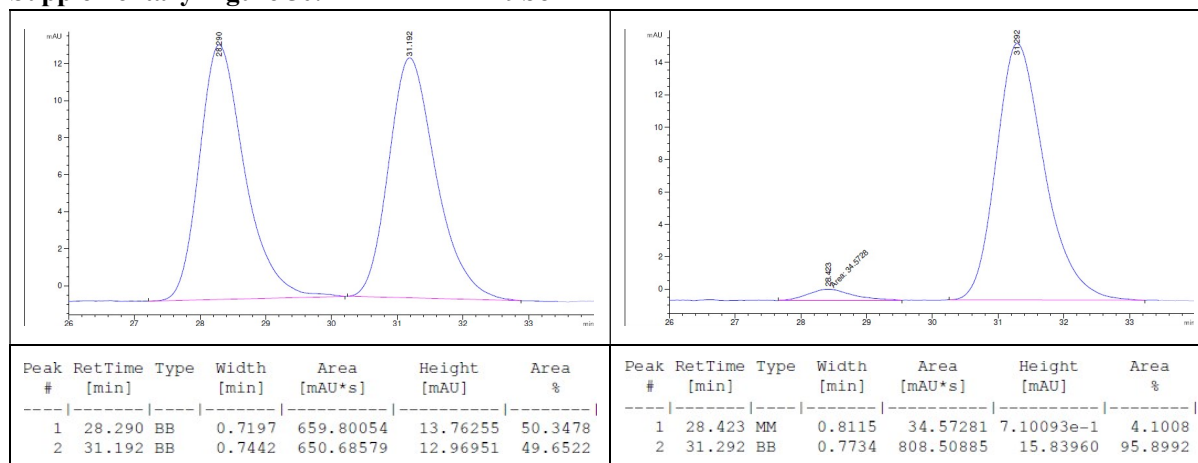 mAU
28.290
31.192
12
10
8
6
4
2
0
26 27 28 29 30 31 32 33 min
mAU
31.292
14
12
10
8
6
4
2
0
28.423
Area: 34.5728
26 27 28 29 30 31 32 33 min
Peak RetTime Type Width Area Height Area
# [min] [min] [mAU*s] [mAU] %
----|-------|----|-------|----------|----------|--------|
1 28.290 BB 0.7197 659.80054 13.76255 50.3478
2 31.192 BB 0.7442 650.68579 12.96951 49.6522
Peak RetTime Type Width Area Height Area
# [min] [min] [mAU*s] [mAU] %
----|-------|----|-------|----------|----------|--------|
1 28.423 MM 0.8115 34.57281 7.10093e-1 4.1008
2 31.292 BB 0.7734 808.50885 15.83960 95.8992